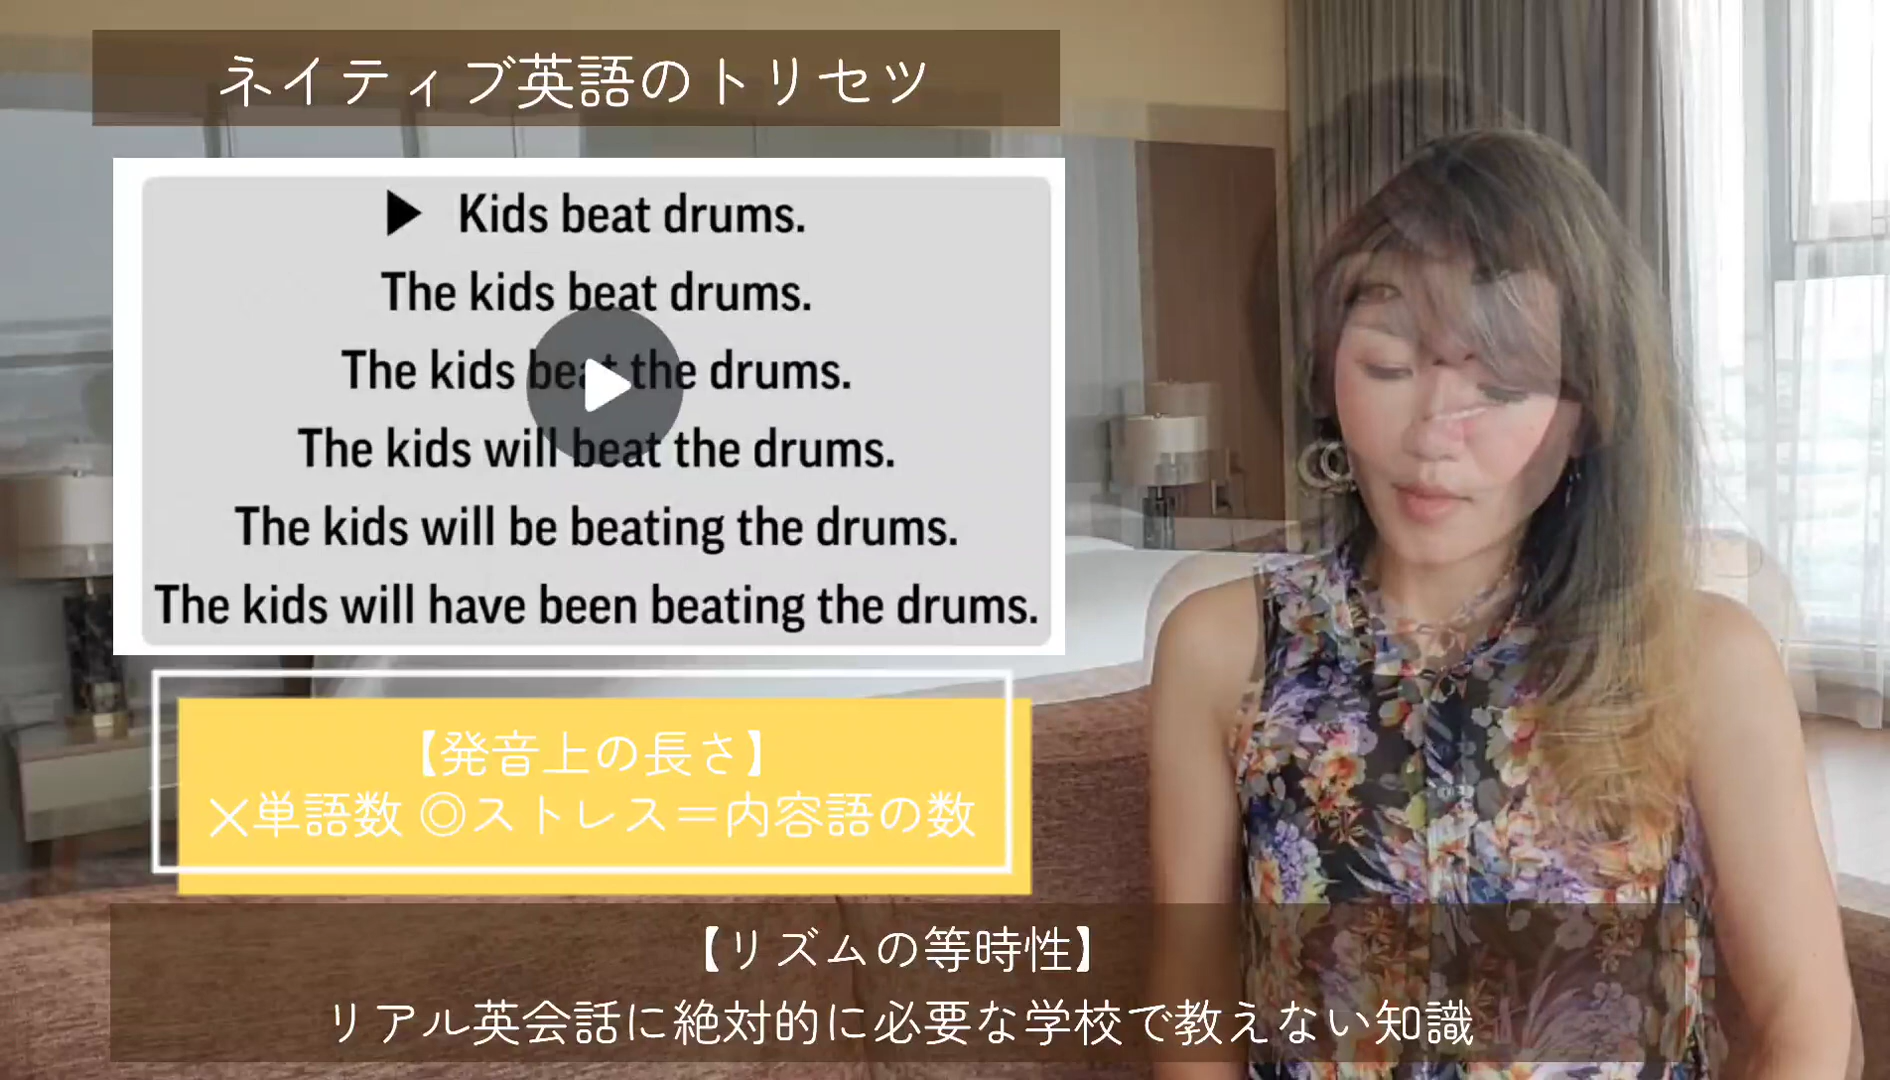 ネイティブ英語のトリセツ
▶ Kids beat drums.
The kids beat drums.
The kids beat the drums.
The kids will beat the drums.
The kids will be beating the drums.
The kids will have been beating the drums.
【発音上の長さ】
×単語数 ◎ストレス＝内容語の数
【リズムの等時性】
リアル英会話に絶対的に必要な学校で教えない知識